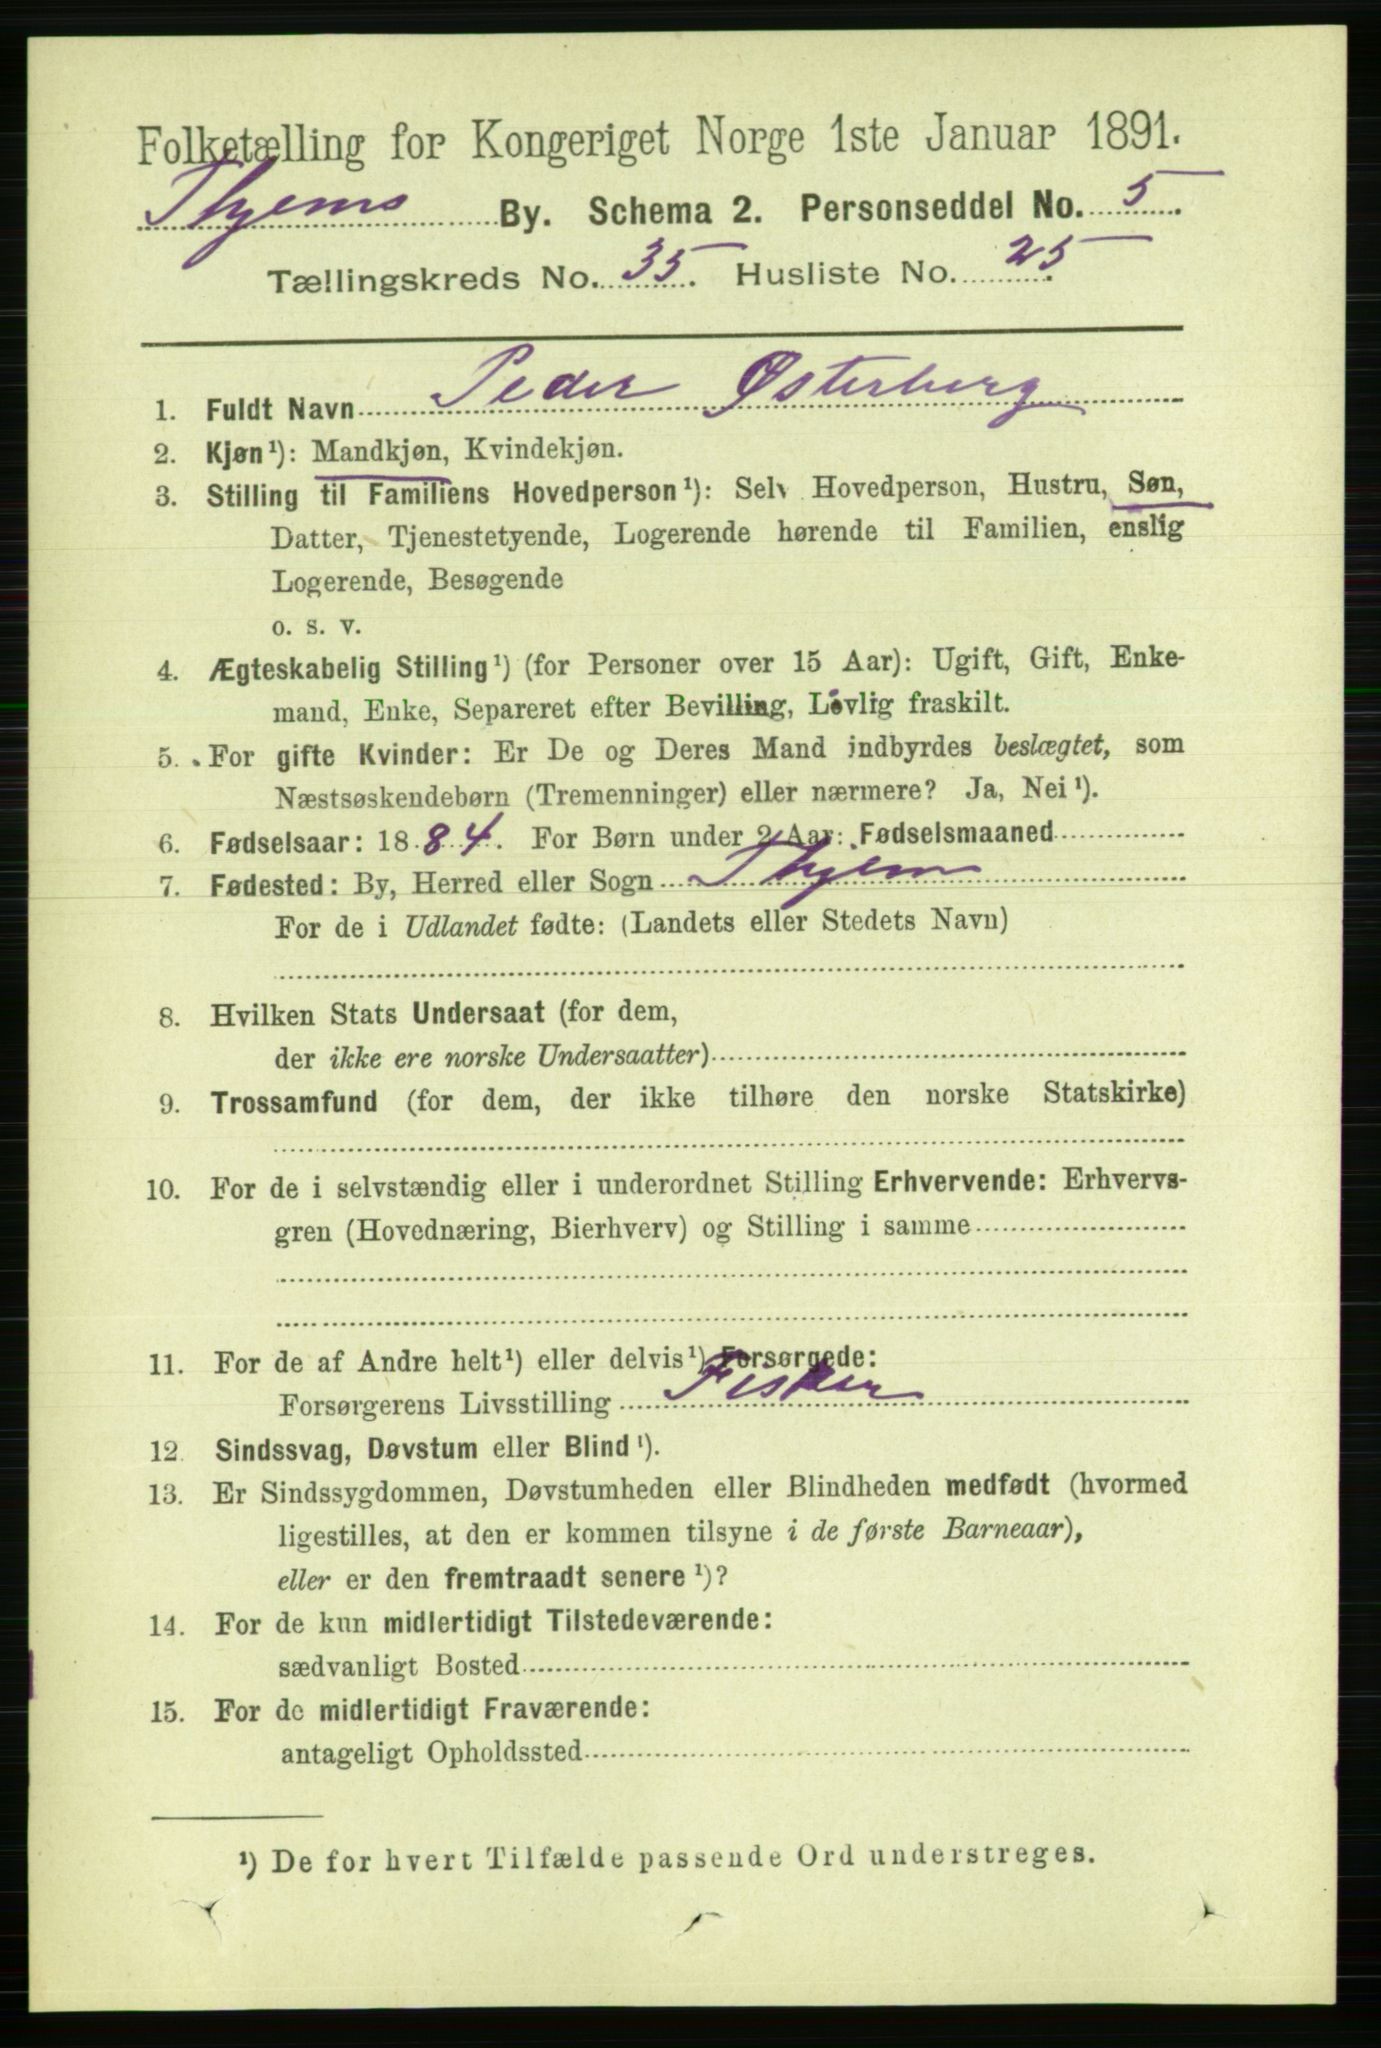 Folketælling for Kongeriget Norge 1ste Januar 1891.
Thjems By. Schema 2. Personseddel No. 5.
Tællingskreds No. 35. Husliste No. 25.
1. Fuldt Navn Peder Østerberg
2. Kjøn¹): Mandkjøn, Kvindekjøn.
3. Stilling til Familiens Hovedperson¹): Selv Hovedperson, Hustru, Søn,
Datter, Tjenestetyende, Logerende hørende til Familien, enslig
Logerende, Besøgende
o. s. v.
4. Ægteskabelig Stilling¹) (for Personer over 15 Aar): Ugift, Gift, Enke-
mand, Enke, Separeret efter Bevilling, Lovlig fraskilt.
5. For gifte Kvinder: Er De og Deres Mand indbyrdes beslægtet, som
Næstsøskendebørn (Tremenninger) eller nærmere? Ja, Nei¹).
6. Fødselsaar: 1884. For Børn under 2 Aar: Fødselsmaaned
7. Fødested: By, Herred eller Sogn Thjem
For de i Udlandet fødte: (Landets eller Stedets Navn)
8. Hvilken Stats Undersaat (for dem,
der ikke ere norske Undersaatter)
9. Trossamfund (for dem, der ikke tilhøre den norske Statskirke)
10. For de i selvstændig eller i underordnet Stilling Erhvervende: Erhvervs-
gren (Hovednæring, Bierhverv) og Stilling i samme
11. For de af Andre helt¹) eller delvis¹) Forsørgede:
Forsørgerens Livsstilling Fisker
12. Sindssvag, Døvstum eller Blind¹).
13. Er Sindssygdommen, Døvstumheden eller Blindheden medfødt (hvormed
ligestilles, at den er kommen tilsyne i de første Barneaar),
eller er den fremtraadt senere¹)?
14. For de kun midlertidigt Tilstedeværende:
sædvanligt Bosted
15. For de midlertidigt Fraværende:
antageligt Opholdssted
¹) De for hvert Tilfælde passende Ord understreges.